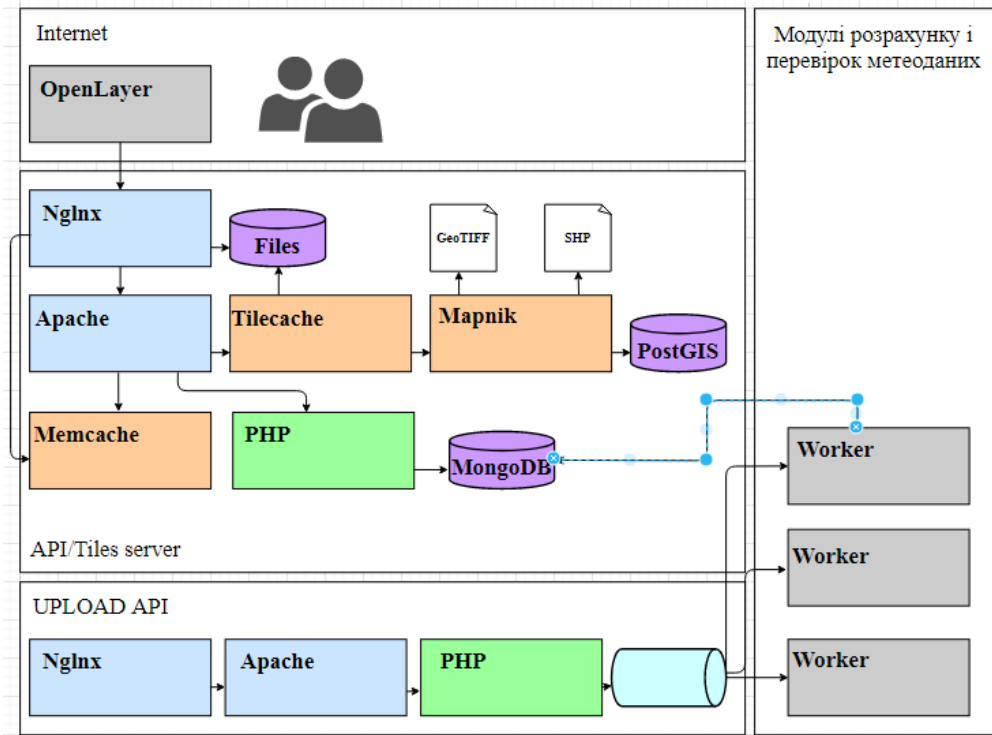 Internet
OpenLayer
Модулі розрахунку і
перевірок метеоданих
Nglnx
Files
GeoTIFF
SHP
Apache
Tilecache
Mapnik
PostGIS
Memcache
PHP
MongoDB
Worker
API/Tiles server
Worker
UPLOAD API
Nglnx
Apache
PHP
Worker